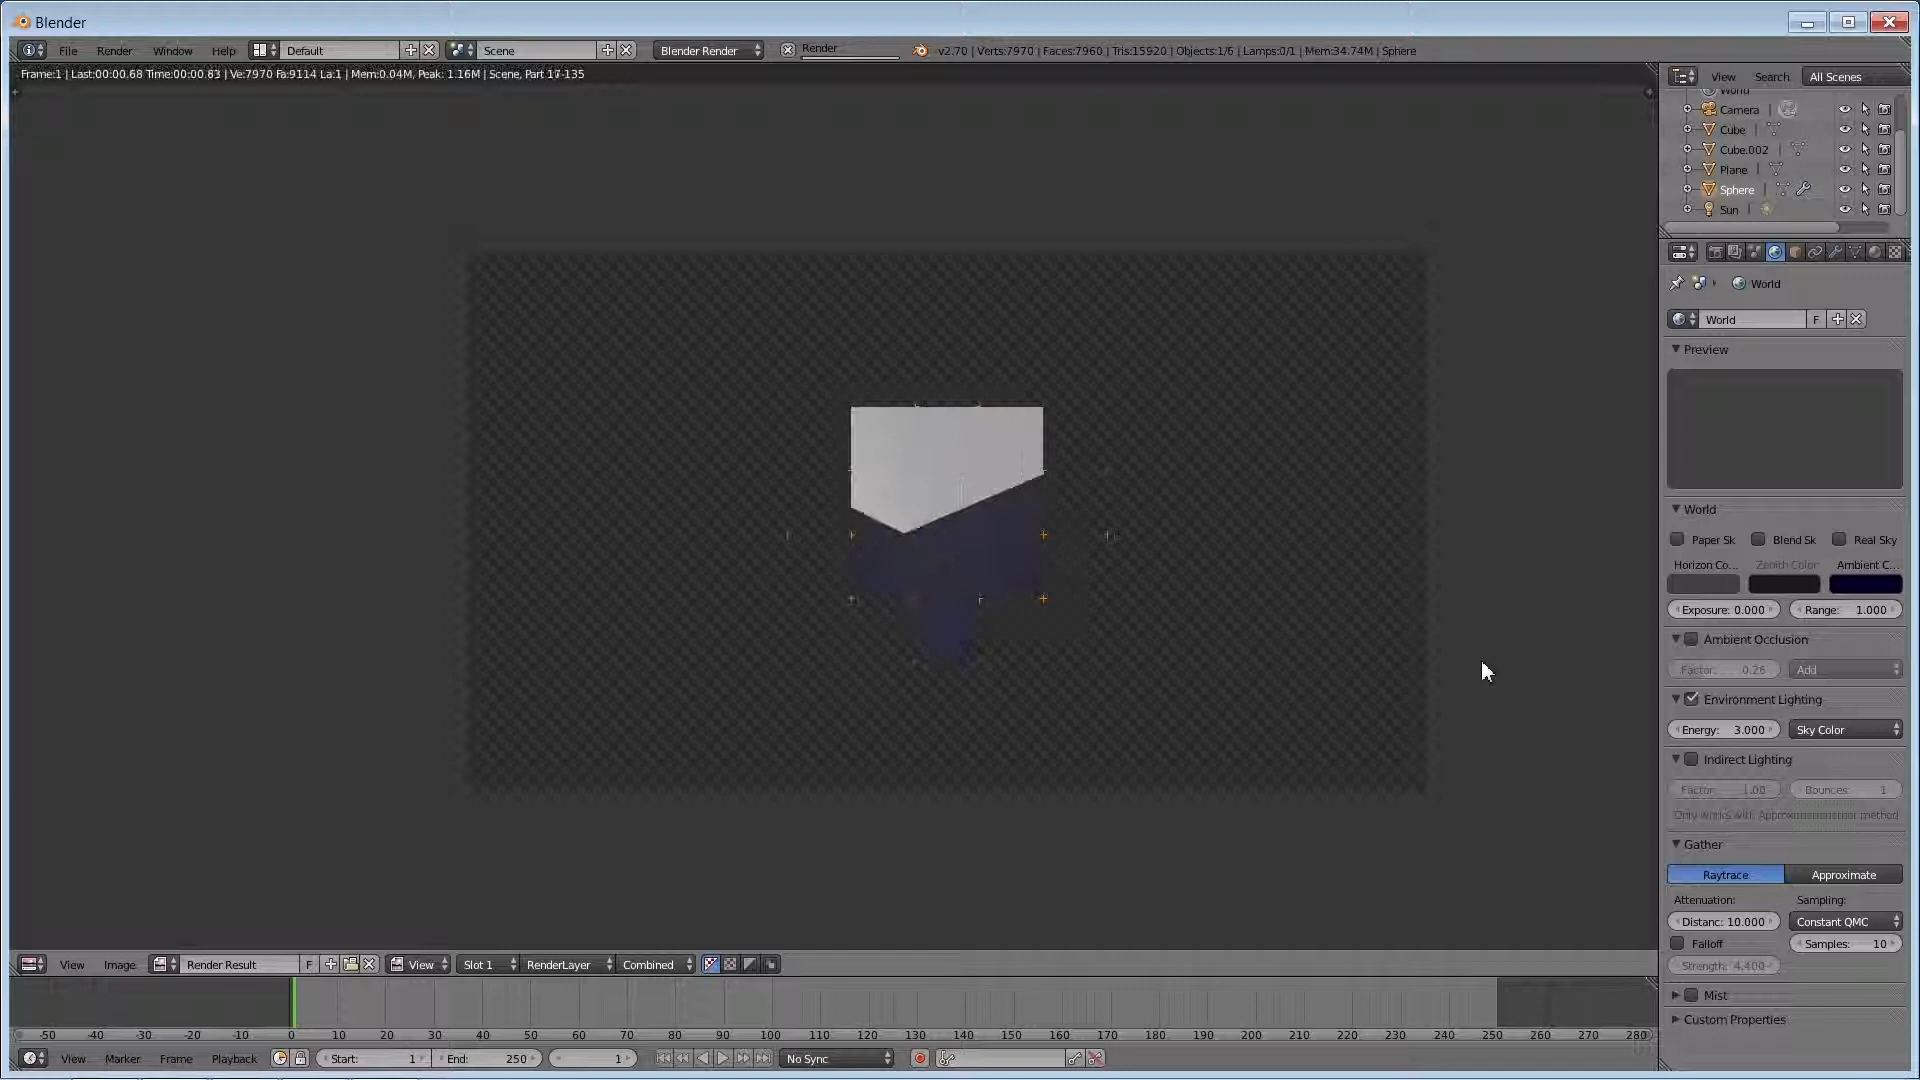 Blender
File Render Window Help Default Scene Blender Render Render v2.70 | Verts:7970 | Faces:7960 | Tris:15920 | Objects:1/6 | Lamps:0/1 | Mem:34.74M | Sphere
Frame:1 | Last:00:00.68 Time:00:00.83 | Ve:7970 Fa:9114 La:1 | Mem:0.04M, Peak: 1.16M | Scene, Part 17-135
View Search All Scenes
World
Camera
Cube
Cube.002
Plane
Sphere
Sun
World
World F
Preview
World
Paper Sk Blend Sk Real Sky
Horizon Co... Zenith Color Ambient C...
Exposure: 0.000 Range: 1.000
Ambient Occlusion
Factor: 0.26 Add
Environment Lighting
Energy: 3.000 Sky Color
Indirect Lighting
Factor: 1.00 Bounces: 1
Only works with method
Gather
Raytrace Approximate
Attenuation: Sampling:
Distanc: 10.000 Constant QMC
Falloff Samples: 10
Strength: 4.400
Mist
Custom Properties
View Image Render Result F View Slot 1 RenderLayer Combined
-50 -40 -30 -20 -10 0 10 20 30 40 50 60 70 80 90 100 110 120 130 140 150 160 170 180 190 200 210 220 230 240 250 260 270 280
View Marker Frame Playback Start: 1 End: 250 1 No Sync